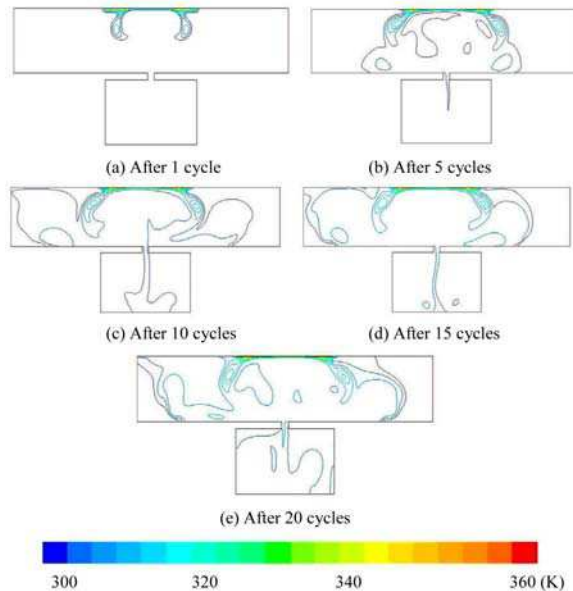 (a) After 1 cycle
(b) After 5 cycles
(c) After 10 cycles
(d) After 15 cycles
(e) After 20 cycles
300 320 340 360 (K)